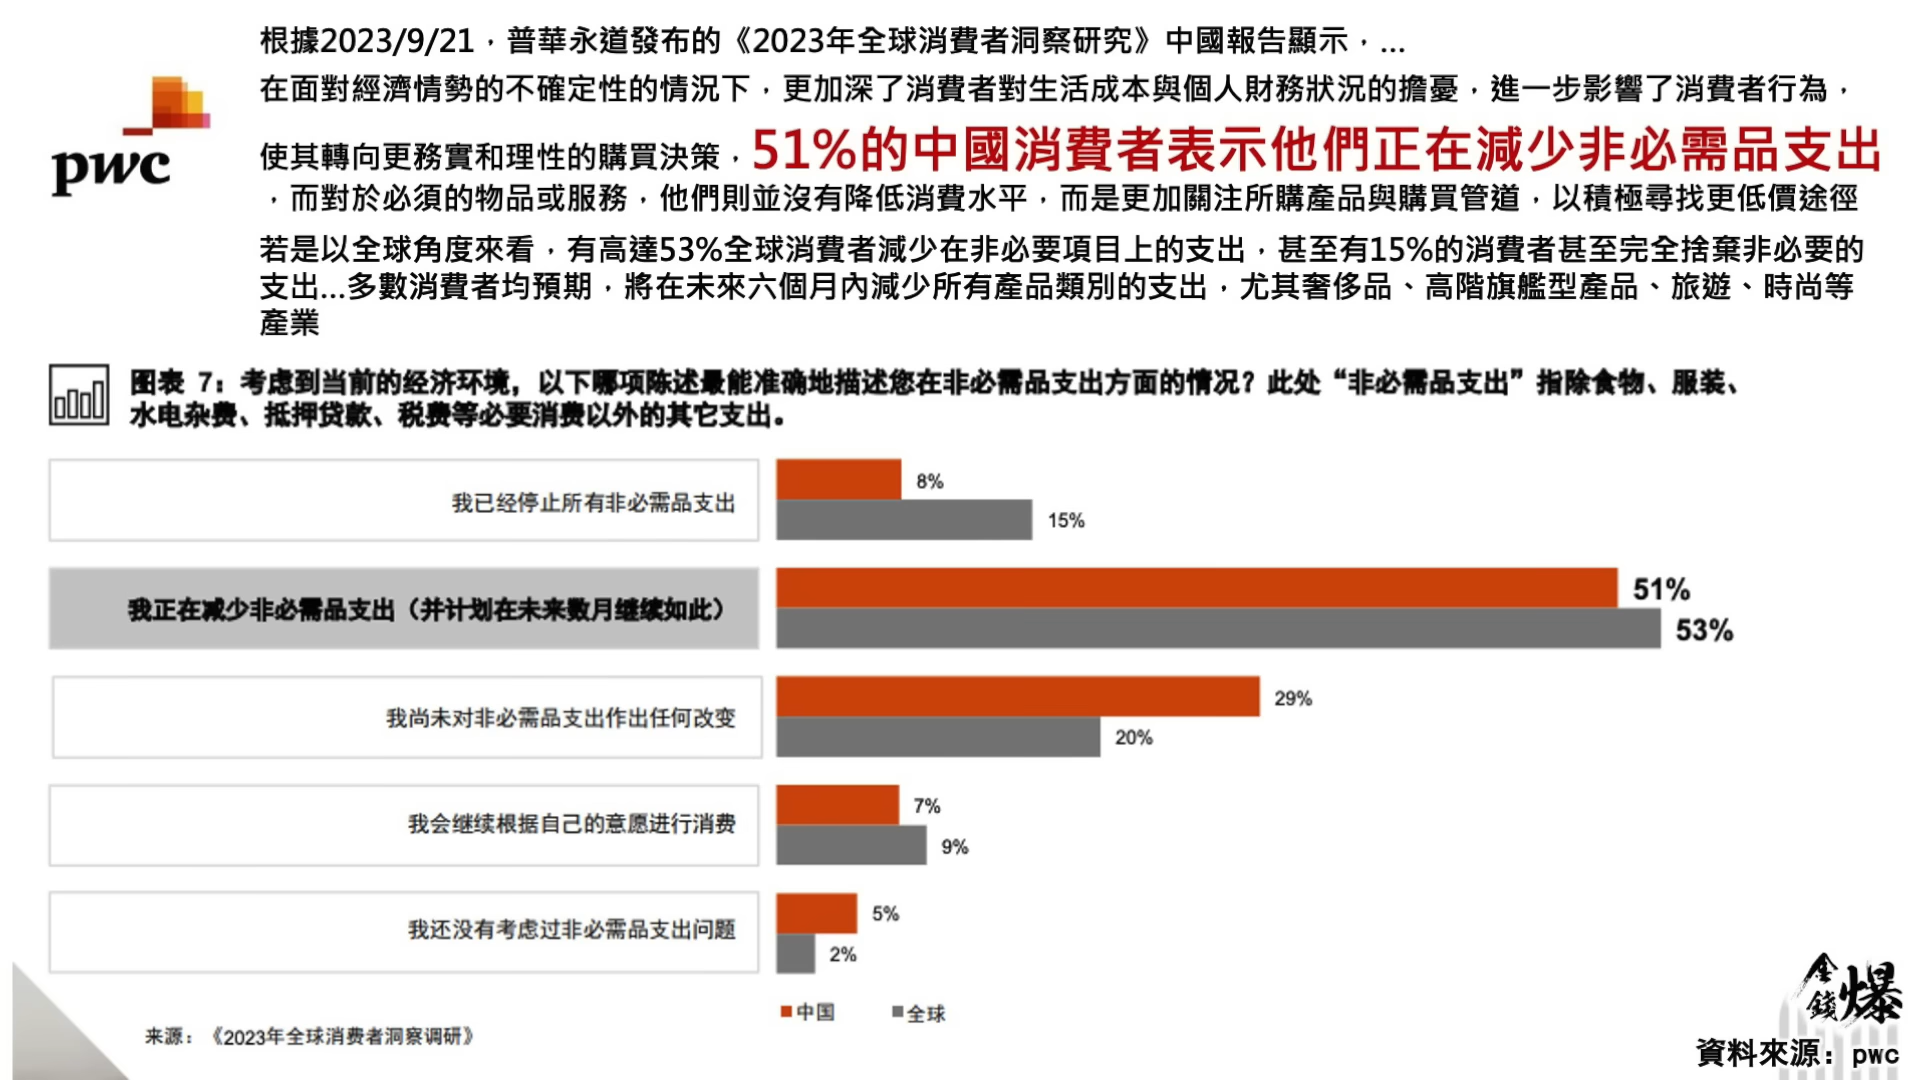 根據2023/9/21，普華永道發布的《2023年全球消費者洞察研究》中國報告顯示，...
在面對經濟情勢的不確定性的情況下，更加深了消費者對生活成本與個人財務狀況的擔憂，進一步影響了消費者行為，
使其轉向更務實和理性的購買決策，51%的中國消費者表示他們正在減少非必需品支出
，而對於必須的物品或服務，他們則並沒有降低消費水平，而是更加關注所購產品與購買管道，以積極尋找更低價途徑
若是以全球角度來看，有高達53%全球消費者減少在非必要項目上的支出，甚至有15%的消費者甚至完全捨棄非必要的
支出...多數消費者均預期，將在未來六個月內減少所有產品類別的支出，尤其奢侈品、高階旗艦型產品、旅遊、時尚等
產業
pwc
图表 7：考虑到当前的经济环境，以下哪项陈述最能准确地描述您在非必需品支出方面的情况？此处“非必需品支出”指除食物、服装、
水电杂费、抵押贷款、税费等必要消费以外的其它支出。
我已经停止所有非必需品支出
8%
15%
我正在减少非必需品支出（并计划在未来数月继续如此）
51%
53%
我尚未对非必需品支出作出任何改变
29%
20%
我会继续根据自己的意愿进行消费
7%
9%
我还没有考虑过非必需品支出问题
5%
2%
中国 全球
来源：《2023年全球消费者洞察调研》
金錢爆
資料來源：pwc